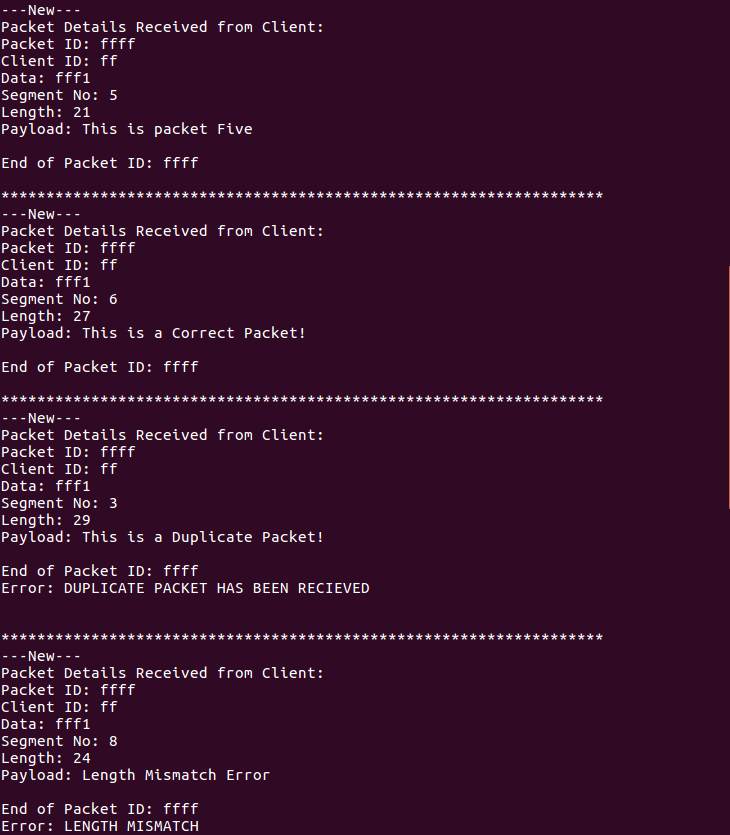 ---New---
Packet Details Received from Client:
Packet ID: ffff
Client ID: ff
Data: fff1
Segment No: 5
Length: 21
Payload: This is packet Five
End of Packet ID: ffff
*******************************************************************
---New---
Packet Details Received from Client:
Packet ID: ffff
Client ID: ff
Data: fff1
Segment No: 6
Length: 27
Payload: This is a Correct Packet!
End of Packet ID: ffff
*******************************************************************
---New---
Packet Details Received from Client:
Packet ID: ffff
Client ID: ff
Data: fff1
Segment No: 3
Length: 29
Payload: This is a Duplicate Packet!
End of Packet ID: ffff
Error: DUPLICATE PACKET HAS BEEN RECIEVED
*******************************************************************
---New---
Packet Details Received from Client:
Packet ID: ffff
Client ID: ff
Data: fff1
Segment No: 8
Length: 24
Payload: Length Mismatch Error
End of Packet ID: ffff
Error: LENGTH MISMATCH